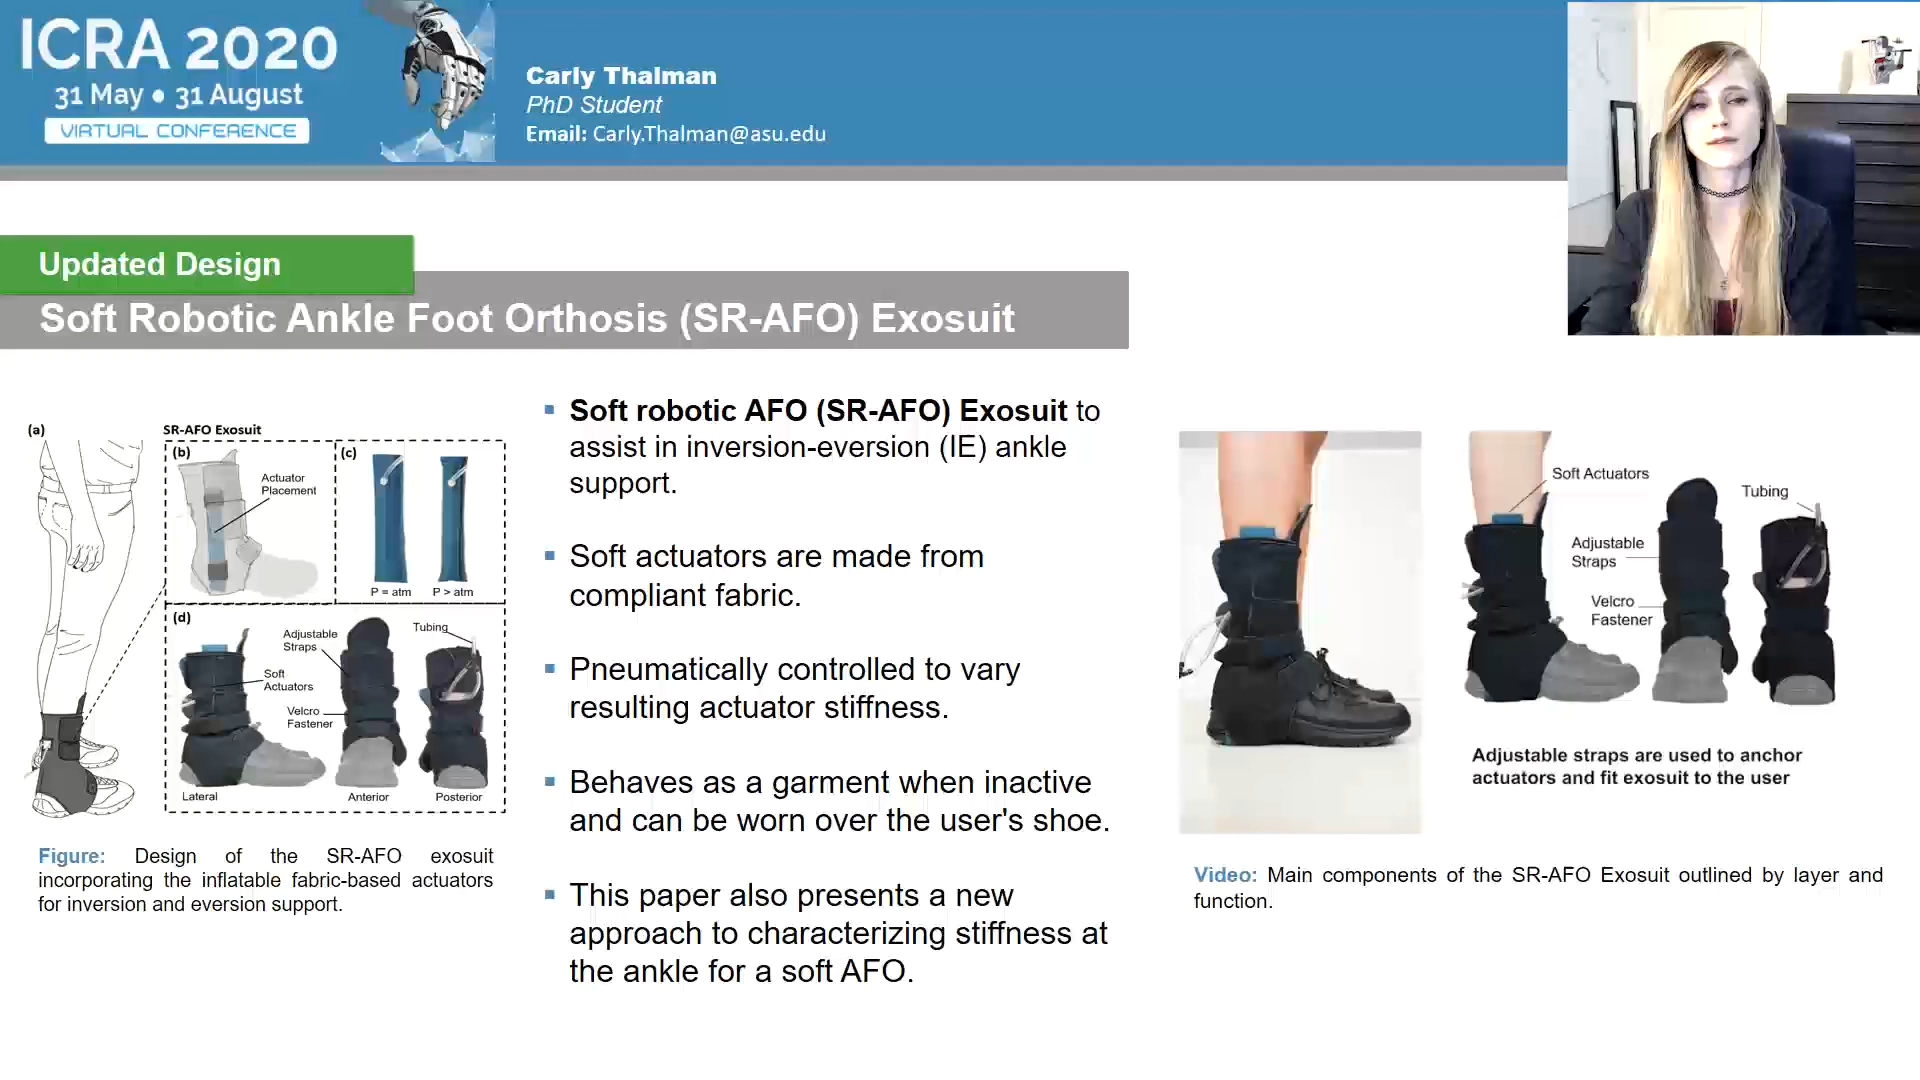 ICRA 2020
31 May • 31 August
VIRTUAL CONFERENCE
Carly Thalman
PhD Student
Email: Carly.Thalman@asu.edu
Updated Design
Soft Robotic Ankle Foot Orthosis (SR-AFO) Exosuit
(a)
SR-AFO Exosuit
(b)
Actuator
Placement
(c)
P = atm
P > atm
(d)
Adjustable
Straps
Tubing
Soft
Actuators
Velcro
Fastener
Lateral
Anterior
Posterior
Figure: Design of the SR-AFO exosuit
incorporating the inflatable fabric-based actuators
for inversion and eversion support.
▪ Soft robotic AFO (SR-AFO) Exosuit to
assist in inversion-eversion (IE) ankle
support.
▪ Soft actuators are made from
compliant fabric.
▪ Pneumatically controlled to vary
resulting actuator stiffness.
▪ Behaves as a garment when inactive
and can be worn over the user's shoe.
▪ This paper also presents a new
approach to characterizing stiffness at
the ankle for a soft AFO.
Soft Actuators
Tubing
Adjustable
Straps
Velcro
Fastener
Adjustable straps are used to anchor
actuators and fit exosuit to the user
Video: Main components of the SR-AFO Exosuit outlined by layer and
function.